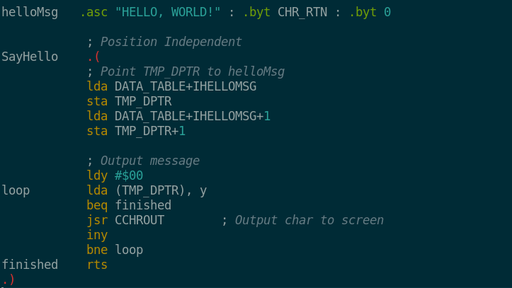 helloMsg   .asc "HELLO, WORLD!" : .byt CHR_RTN : .byt 0
; Position Independent
SayHello    .(
; Point TMP_DPTR to helloMsg
lda DATA_TABLE+IHELLOMSG
sta TMP_DPTR
lda DATA_TABLE+IHELLOMSG+1
sta TMP_DPTR+1
; Output message
ldy #$00
loop        lda (TMP_DPTR), y
beq finished
jsr CCHROUT       ; Output char to screen
iny
bne loop
finished    rts
.)